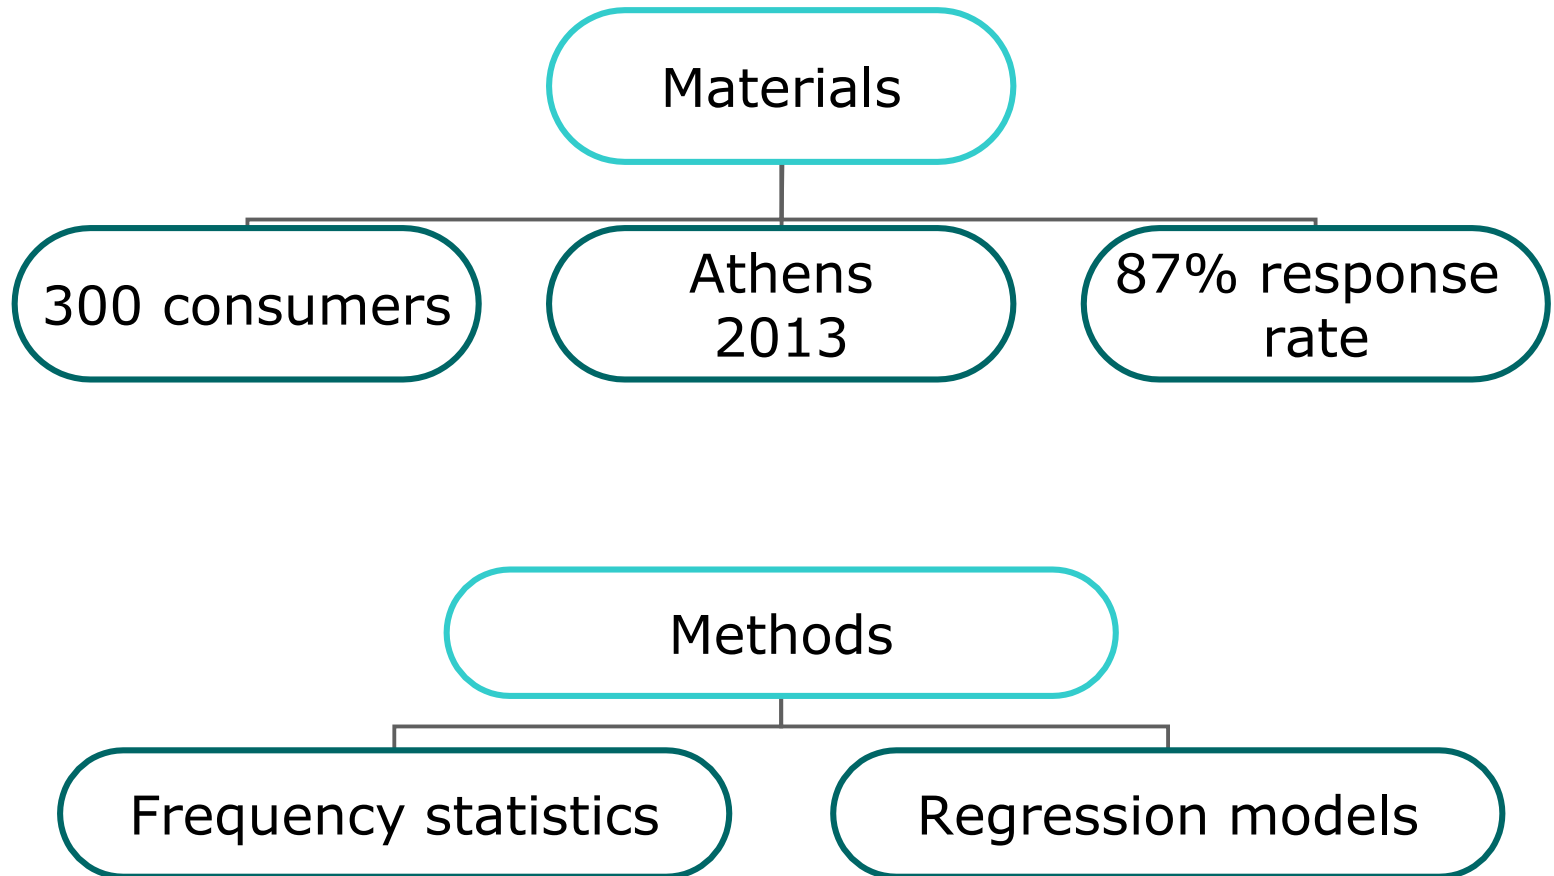 Materials
300 consumers
Athens
2013
87% response
rate
Methods
Frequency statistics
Regression models